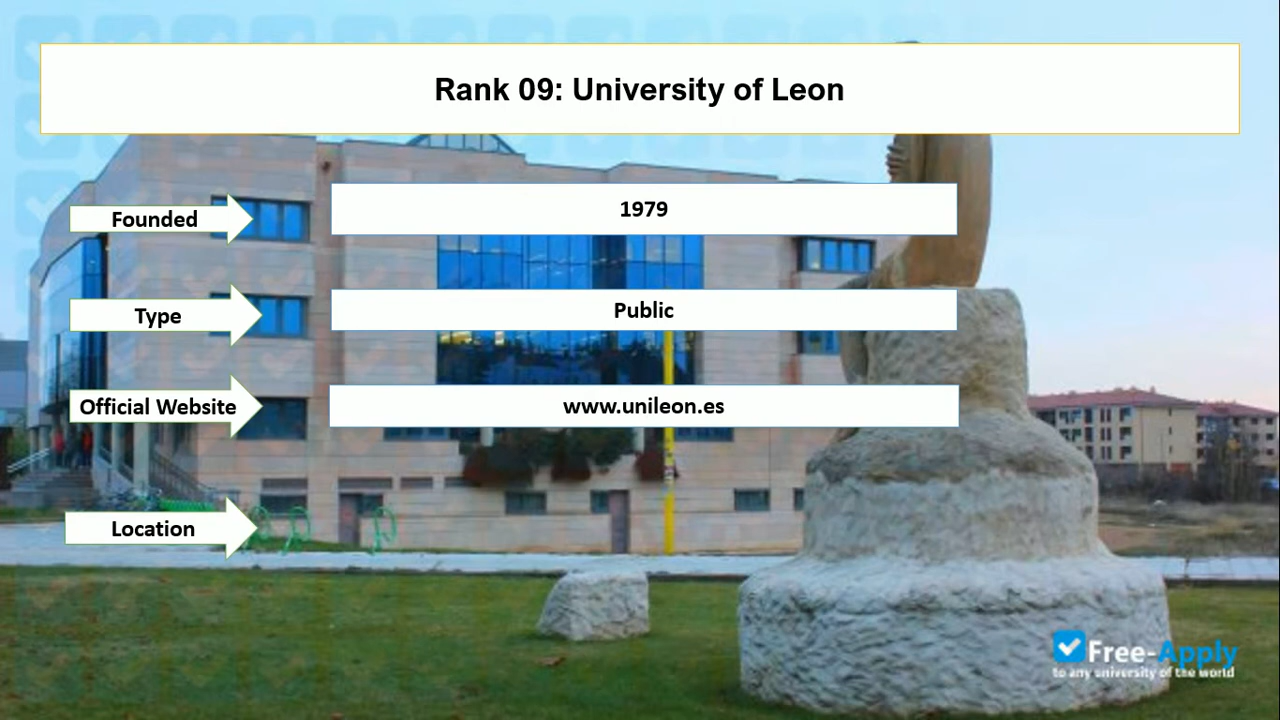 Rank 09: University of Leon
Founded
1979
Type
Public
Official Website
www.unileon.es
Location
Free-Apply
to any university of the world